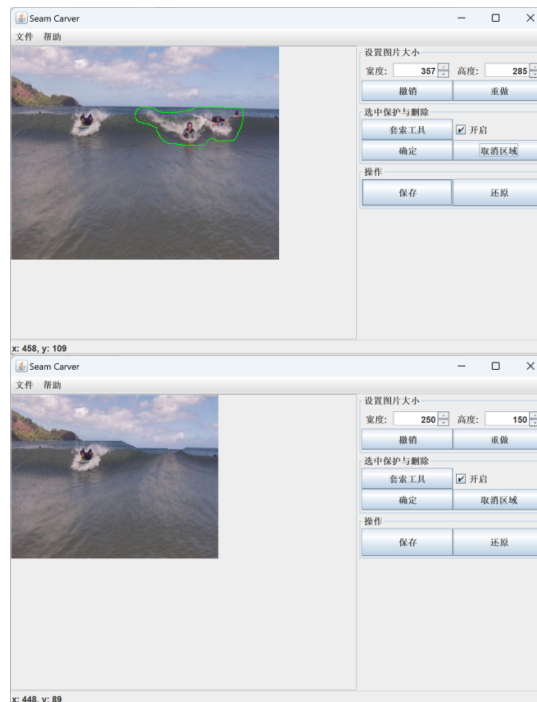 Seam Carver
文件 帮助
设置图片大小
宽度: 357 高度: 285
撤销 重做
选中保护与删除
套索工具 开启
确定 取消区域
操作
保存 还原
x: 458, y: 109
Seam Carver
文件 帮助
设置图片大小
宽度: 250 高度: 150
撤销 重做
选中保护与删除
套索工具 开启
确定 取消区域
操作
保存 还原
x: 448, y: 89